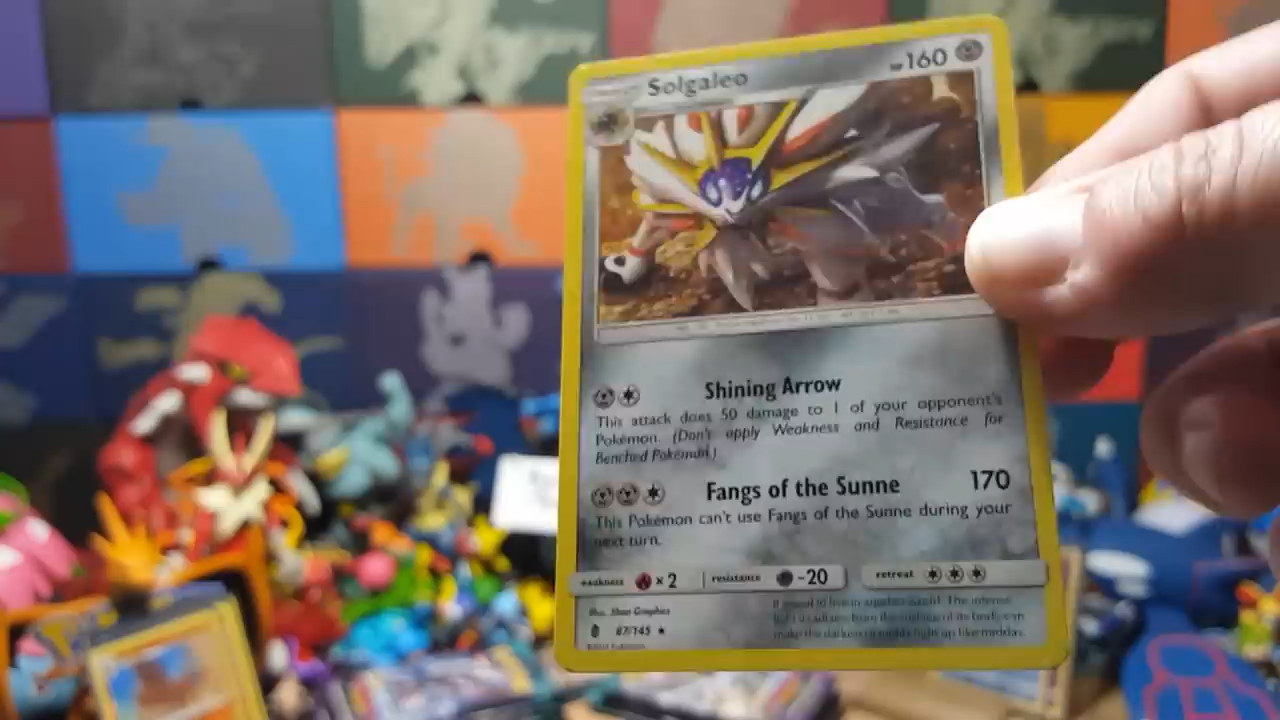 Solgaleo HP160
Shining Arrow
This attack does 50 damage to 1 of your opponent's
Pokémon. (Don't apply Weakness and Resistance for
Benched Pokémon.)
Fangs of the Sunne 170
This Pokémon can't use Fangs of the Sunne during your
next turn.
weakness × 2 resistance -20 retreat
Illus. Shin Graphics
87/145 ★